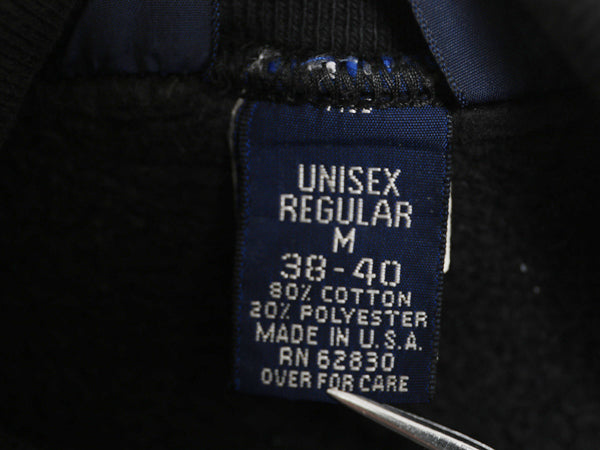 UNISEX
REGULAR
M
38-40
80% COTTON
20% POLYESTER
MADE IN U.S.A.
RN 62830
OVER FOR CARE